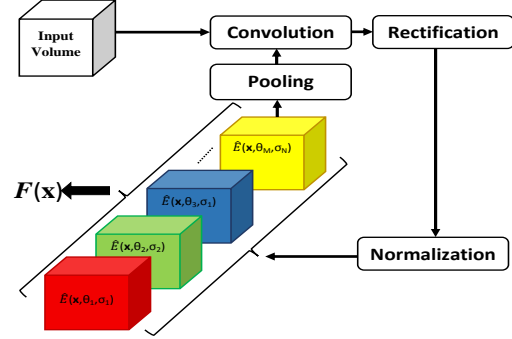 Input
Volume
Convolution
Rectification
Pooling
Ê(x,θM,σN)
F(x)
Ê(x,θ3,σ1)
Ê(x,θ2,σ2)
Normalization
Ê(x,θ1,σ1)